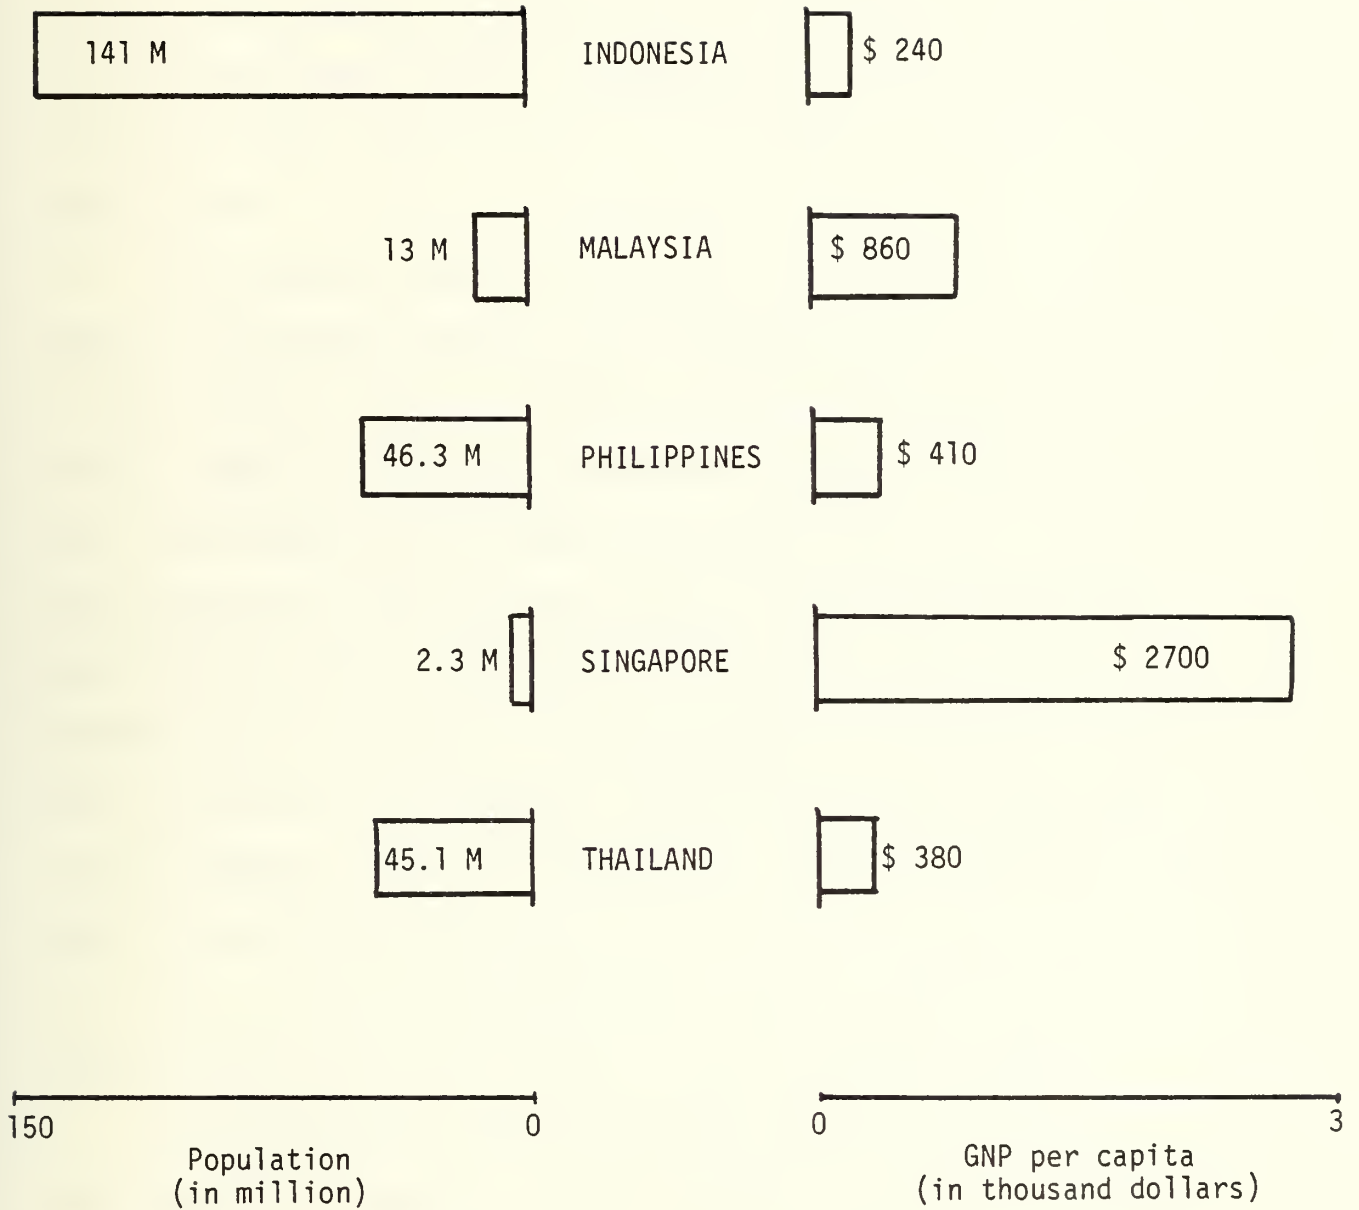 141 M INDONESIA $ 240
13 M MALAYSIA $ 860
46.3 M PHILIPPINES $ 410
2.3 M SINGAPORE $ 2700
45.1 M THAILAND $ 380
150 0 0 3
Population GNP per capita
(in million) (in thousand dollars)